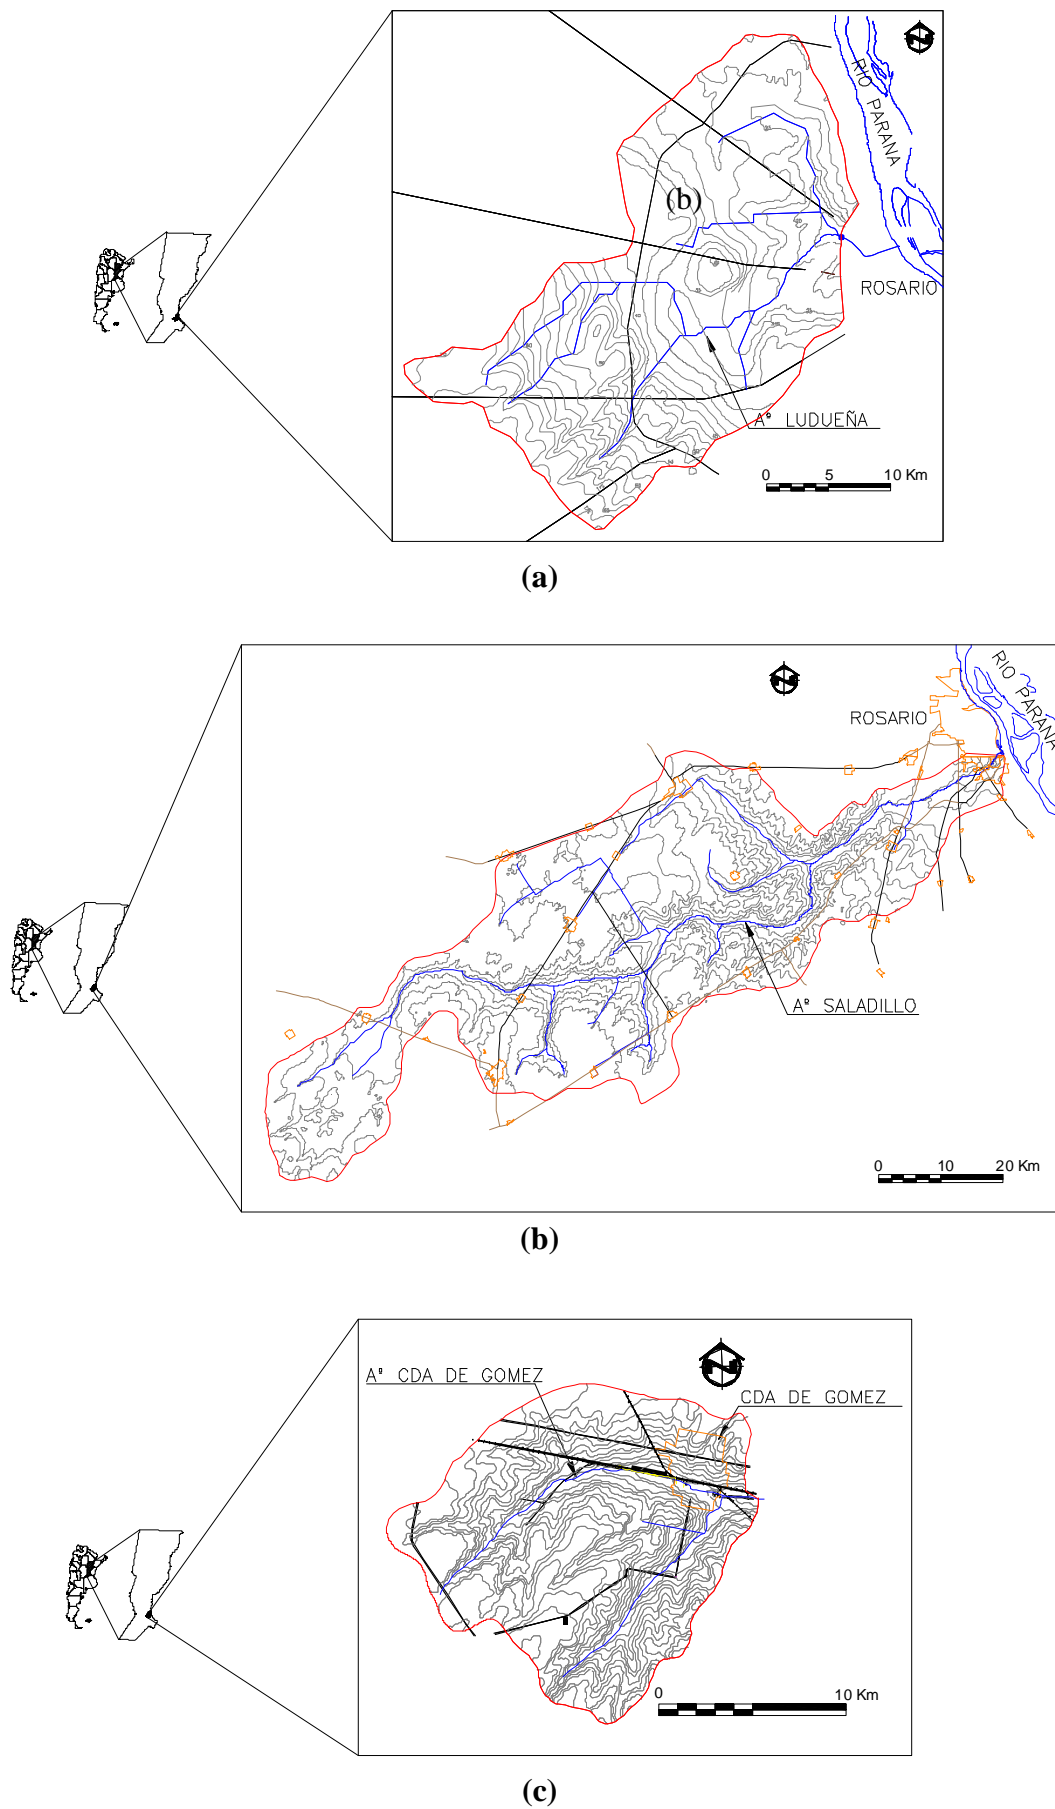 RIO PARANA
(b)
ROSARIO
Aº LUDUEÑA
0 5 10 Km
(a)
RIO PARANA
ROSARIO
Aº SALADILLO
0 10 20 Km
(b)
Aº CDA DE GOMEZ
CDA DE GOMEZ
0 10 Km
(c)